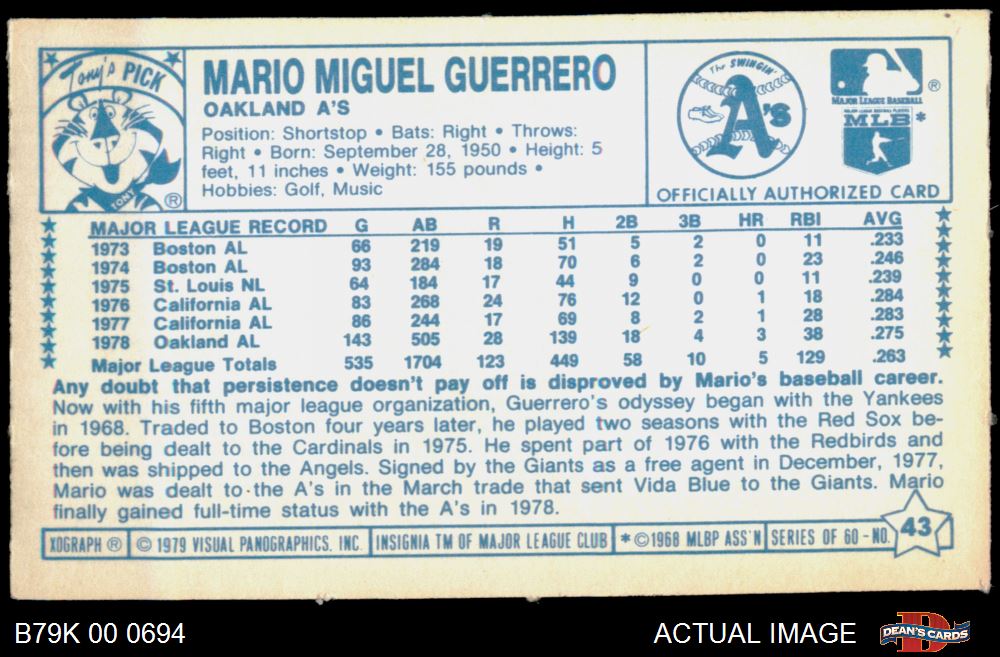 Tony's PICK
TONY
®
MARIO MIGUEL GUERRERO
OAKLAND A'S
Position: Shortstop • Bats: Right • Throws:
Right • Born: September 28, 1950 • Height: 5
feet, 11 inches • Weight: 155 pounds •
Hobbies: Golf, Music
The SWINGIN'
A's
MAJOR LEAGUE BASEBALL ®
MAJOR LEAGUE BASEBALL PLAYERS
MLB *
OFFICIALLY AUTHORIZED CARD
MAJOR LEAGUE RECORD G AB R H 2B 3B HR RBI AVG
1973 Boston AL 66 219 19 51 5 2 0 11 .233
1974 Boston AL 93 284 18 70 6 2 0 23 .246
1975 St. Louis NL 64 184 17 44 9 0 0 11 .239
1976 California AL 83 268 24 76 12 0 1 18 .284
1977 California AL 86 244 17 69 8 2 1 28 .283
1978 Oakland AL 143 505 28 139 18 4 3 38 .275
Major League Totals 535 1704 123 449 58 10 5 129 .263
Any doubt that persistence doesn't pay off is disproved by Mario's baseball career.
Now with his fifth major league organization, Guerrero's odyssey began with the Yankees
in 1968. Traded to Boston four years later, he played two seasons with the Red Sox be-
fore being dealt to the Cardinals in 1975. He spent part of 1976 with the Redbirds and
then was shipped to the Angels. Signed by the Giants as a free agent in December, 1977,
Mario was dealt to the A's in the March trade that sent Vida Blue to the Giants. Mario
finally gained full-time status with the A's in 1978.
XOGRAPH ® © 1979 VISUAL PANOGRAPHICS, INC. INSIGNIA TM OF MAJOR LEAGUE CLUB * © 1968 MLBP ASS'N SERIES OF 60 - NO. 43
B79K 00 0694
ACTUAL IMAGE
DEAN'S CARDS